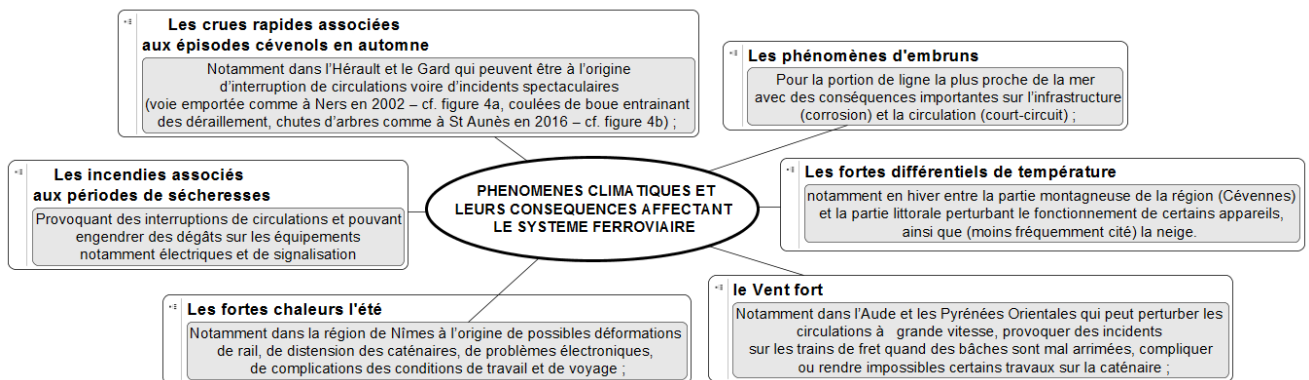 Les crues rapides associées
aux épisodes cévenols en automne
Notamment dans l'Hérault et le Gard qui peuvent être à l'origine
d'interruption de circulations voire d'incidents spectaculaires
(voie emportée comme à Ners en 2002 – cf. figure 4a, coulées de boue entrainant
des déraillement, chutes d'arbres comme à St Aunès en 2016 – cf. figure 4b) ;
Les phénomènes d'embruns
Pour la portion de ligne la plus proche de la mer
avec des conséquences importantes sur l'infrastructure
(corrosion) et la circulation (court-circuit) ;
Les incendies associés
aux périodes de sécheresses
Provoquant des interruptions de circulations et pouvant
engendrer des dégâts sur les équipements
notamment électriques et de signalisation
PHENOMENES CLIMATIQUES ET
LEURS CONSEQUENCES AFFECTANT
LE SYSTEME FERROVIAIRE
Les fortes différentiels de température
notamment en hiver entre la partie montagneuse de la région (Cévennes)
et la partie littorale perturbant le fonctionnement de certains appareils,
ainsi que (moins fréquemment cité) la neige.
Les fortes chaleurs l'été
Notamment dans la région de Nîmes à l'origine de possibles déformations
de rail, de distension des caténaires, de problèmes électroniques,
de complications des conditions de travail et de voyage ;
le Vent fort
Notamment dans l'Aude et les Pyrénées Orientales qui peut perturber les
circulations à grande vitesse, provoquer des incidents
sur les trains de fret quand des bâches sont mal arrimées, compliquer
ou rendre impossibles certains travaux sur la caténaire ;